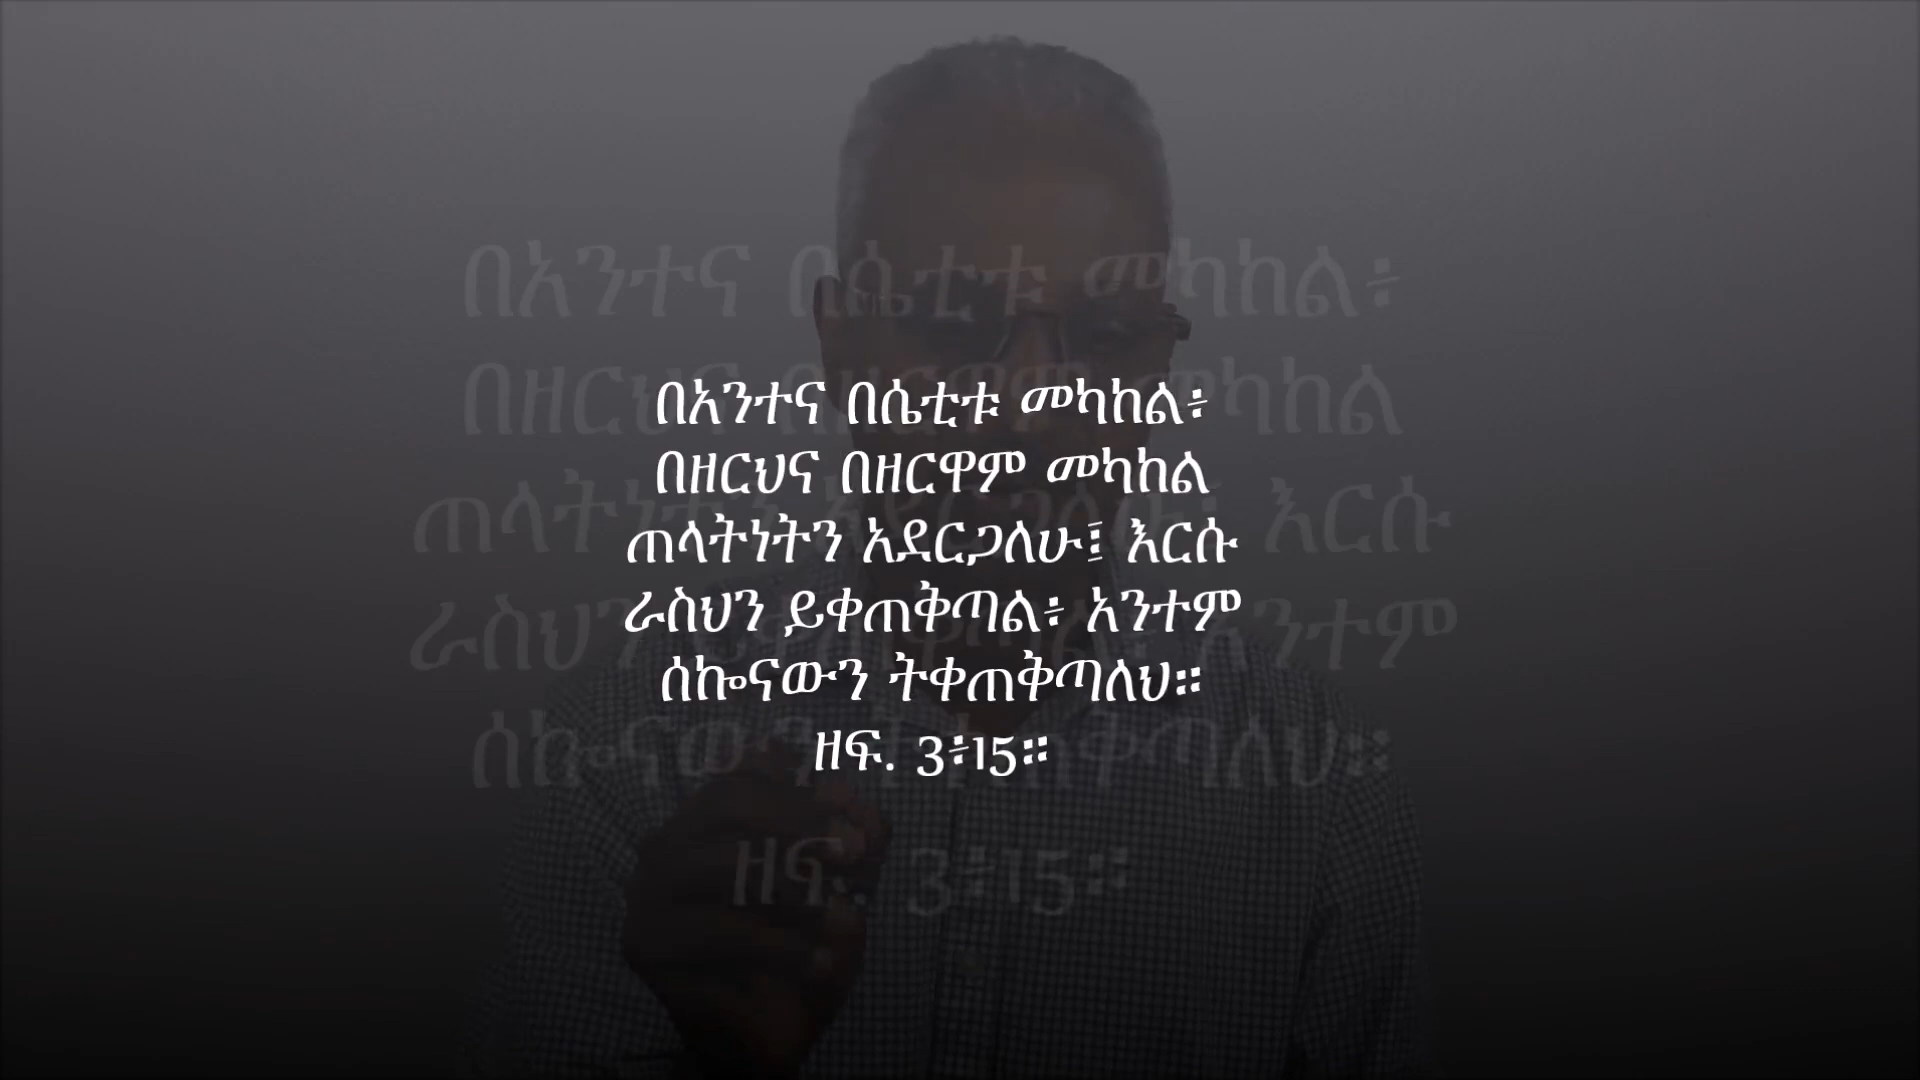 በአንተና በሴቲቱ መካከል፥
በዘርህና በዘርዋም መካከል
ጠላትነትን አደርጋለሁ፤ እርሱ
ራስህን ይቀጠቅጣል፥ አንተም
ሰኰናውን ትቀጠቅጣለህ።
ዘፍ. 3፥15።